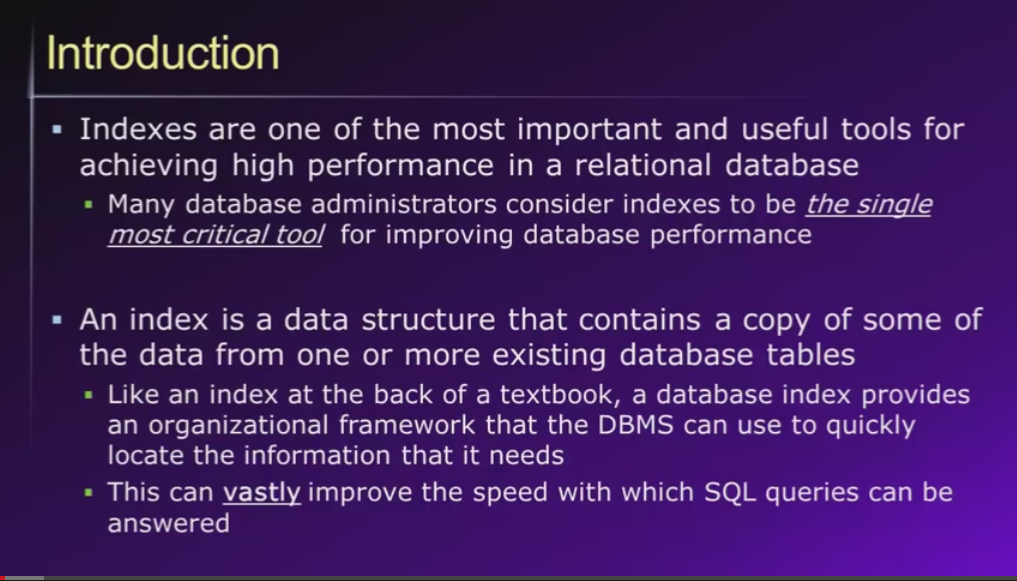 Introduction
Indexes are one of the most important and useful tools for
achieving high performance in a relational database
Many database administrators consider indexes to be the single
most critical tool for improving database performance
An index is a data structure that contains a copy of some of
the data from one or more existing database tables
Like an index at the back of a textbook, a database index provides
an organizational framework that the DBMS can use to quickly
locate the information that it needs
This can vastly improve the speed with which SQL queries can be
answered